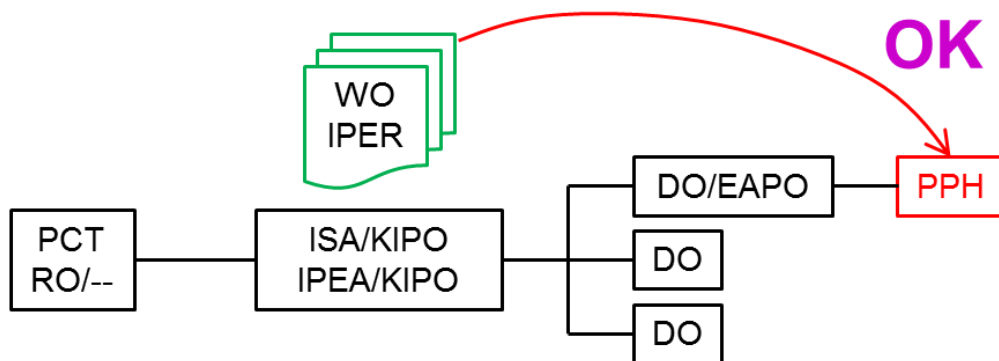 OK
WO
IPER
DO/EAPO
PPH
PCT
RO/--
ISA/KIPO
IPEA/KIPO
DO
DO